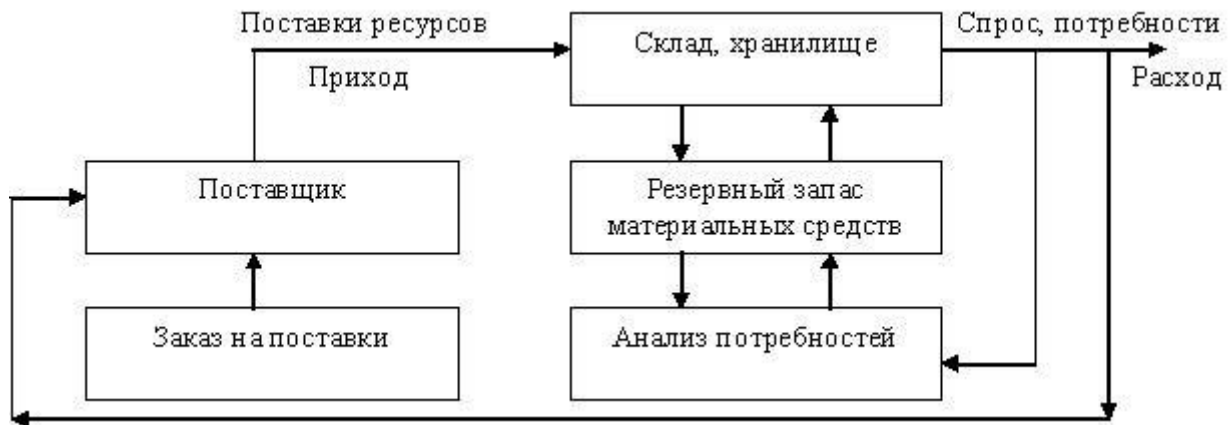 Поставки ресурсов
Приход
Склад, хранилище
Спрос, потребности
Расход
Поставщик
Резервный запас
материальных средств
Заказ на поставки
Анализ потребностей